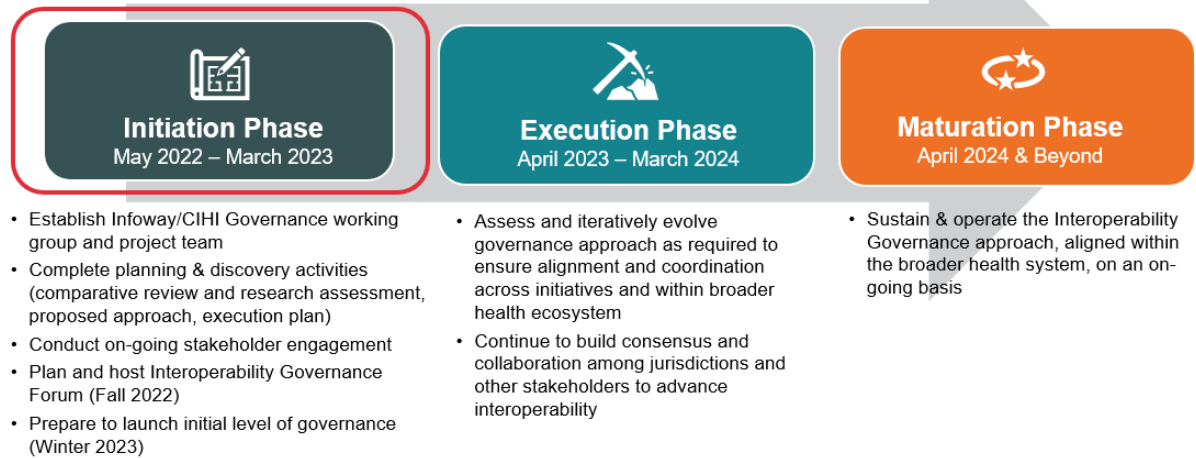 Initiation Phase
May 2022 – March 2023
• Establish Infoway/CIHI Governance working
group and project team
• Complete planning & discovery activities
(comparative review and research assessment,
proposed approach, execution plan)
• Conduct on-going stakeholder engagement
• Plan and host Interoperability Governance
Forum (Fall 2022)
• Prepare to launch initial level of governance
(Winter 2023)
Execution Phase
April 2023 – March 2024
• Assess and iteratively evolve
governance approach as required to
ensure alignment and coordination
across initiatives and within broader
health ecosystem
• Continue to build consensus and
collaboration among jurisdictions and
other stakeholders to advance
interoperability
Maturation Phase
April 2024 & Beyond
• Sustain & operate the Interoperability
Governance approach, aligned within
the broader health system, on an on-
going basis